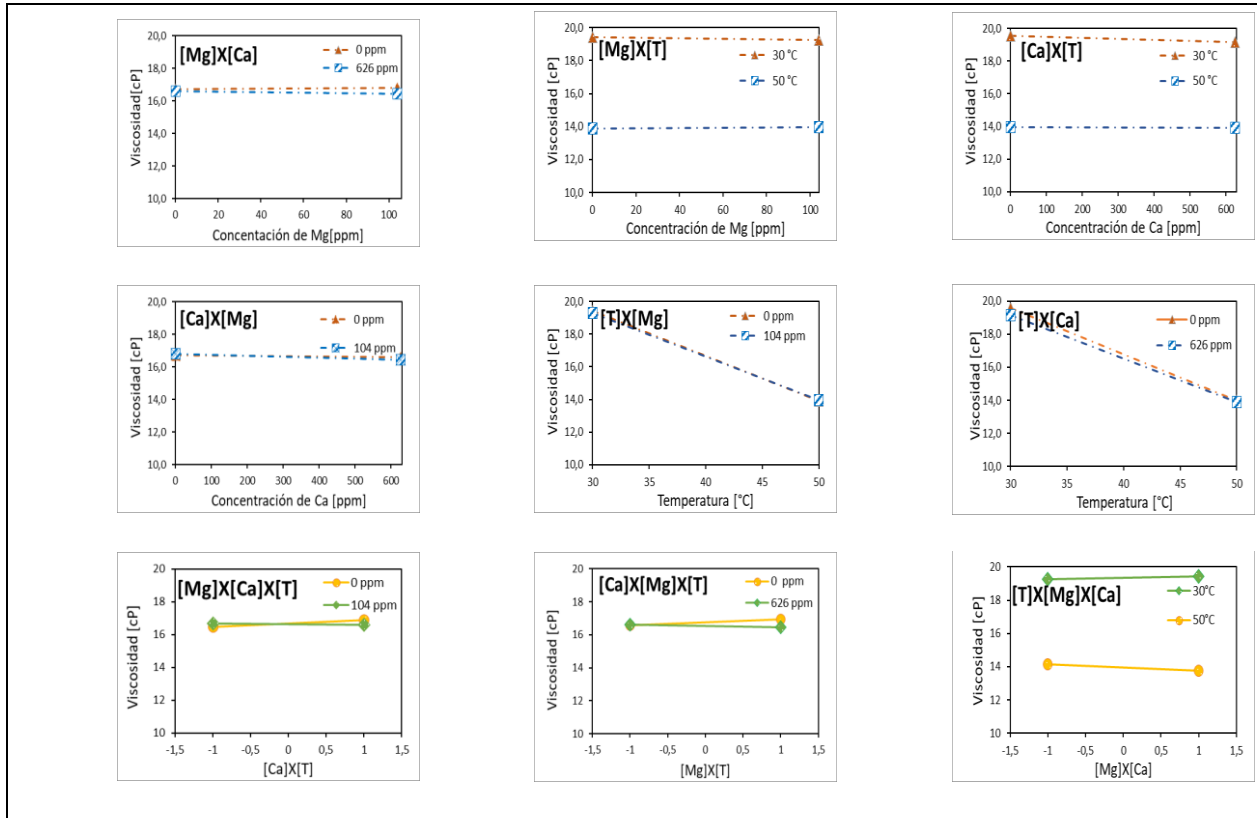 [Mg]X[Ca]
0 ppm
626 ppm
Viscosidad[cP]
20,0
18,0
16,0
14,0
12,0
10,0
0 20 40 60 80 100
Concentación de Mg[ppm]
[Mg]X[T]
30 °C
50 °C
Viscosidad [cP]
20,0
18,0
16,0
14,0
12,0
10,0
0 20 40 60 80 100
Concentración de Mg [ppm]
[Ca]X[T]
30 °C
50 °C
Viscosidad [cP]
20,0
18,0
16,0
14,0
12,0
10,0
0 100 200 300 400 500 600
Concentración de Ca [ppm]
[Ca]X[Mg]
0 ppm
104 ppm
Viscosidad [cP]
20,0
18,0
16,0
14,0
12,0
10,0
0 100 200 300 400 500 600
Concentración de Ca [ppm]
[T]X[Mg]
0 ppm
104 ppm
Viscosidad [cP]
20,0
18,0
16,0
14,0
12,0
10,0
30 35 40 45 50
Temperatura [°C]
[T]X[Ca]
0 ppm
626 ppm
Viscosidad [cP]
20,0
18,0
16,0
14,0
12,0
10,0
30 35 40 45 50
Temperatura [°C]
[Mg]X[Ca]X[T]
0 ppm
104 ppm
Viscosidad [cP]
20
18
16
14
12
10
-1,5 -1 -0,5 0 0,5 1 1,5
[Ca]X[T]
[Ca]X[Mg]X[T]
0 ppm
626 ppm
Viscosidad [cP]
20
18
16
14
12
10
-1,5 -1 -0,5 0 0,5 1 1,5
[Mg]X[T]
[T]X[Mg]X[Ca]
30°C
50°C
Viscosidad [cP]
20
18
16
14
12
10
-1,5 -1 -0,5 0 0,5 1 1,5
[Mg]X[Ca]